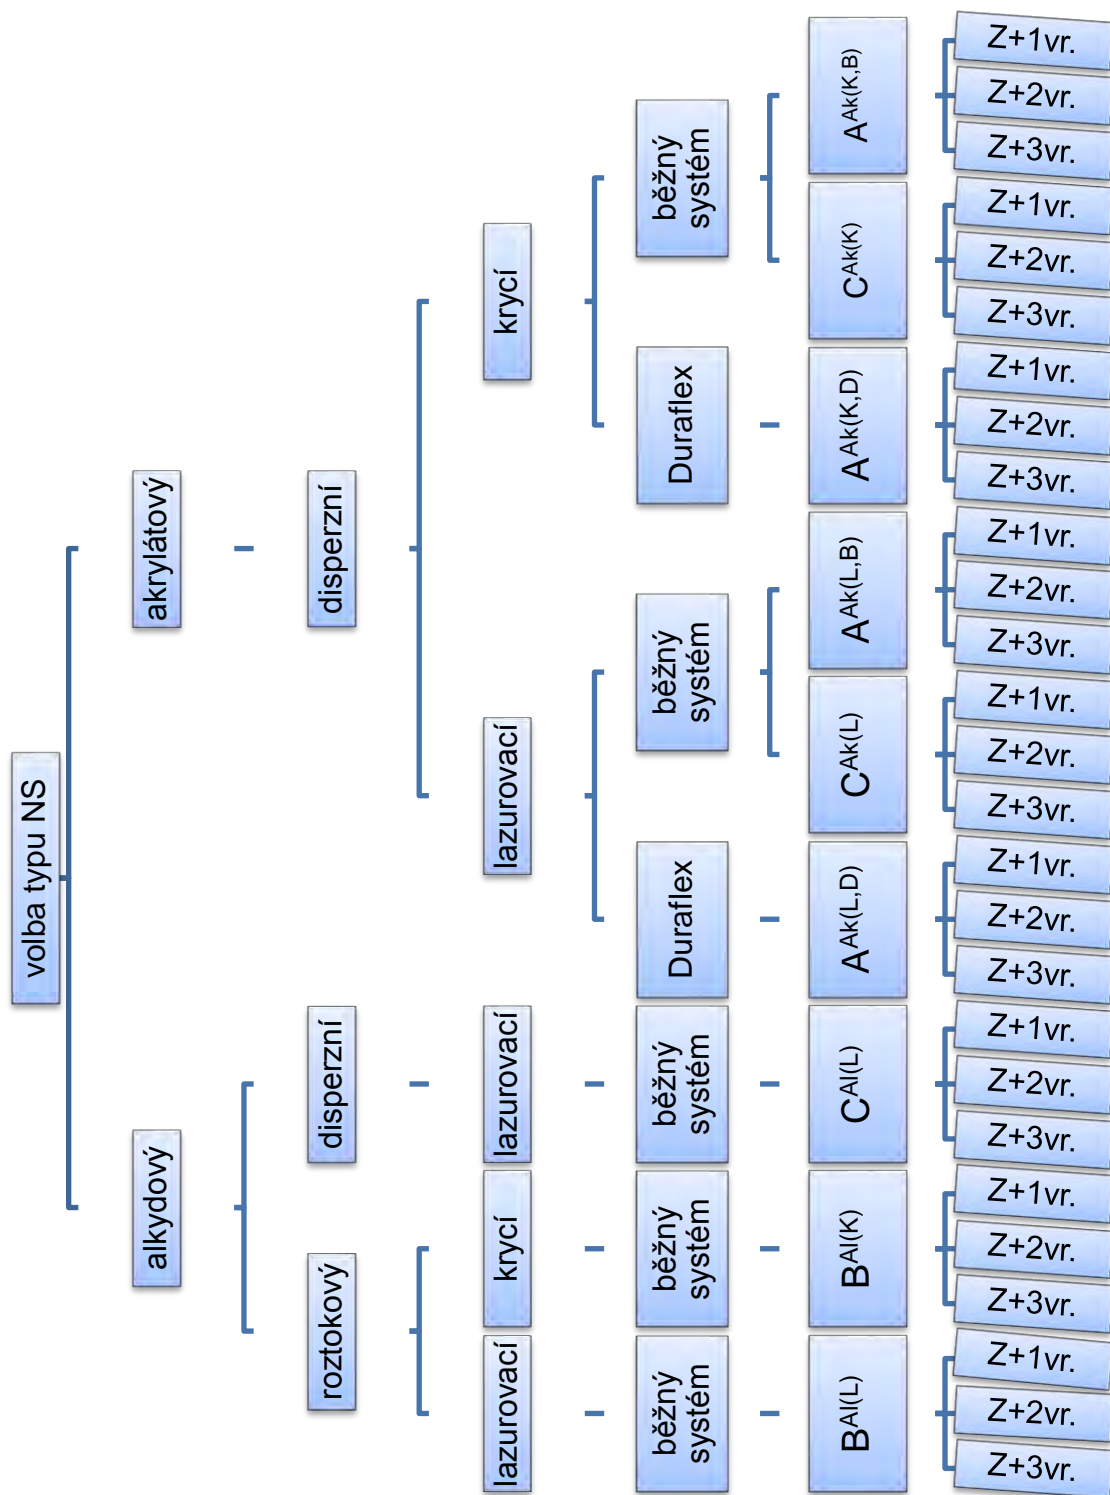 volba typu NS
alkydový
akrylátový
roztokový
disperzní
disperzní
lazurovací
krycí
lazurovací
lazurovací
krycí
běžný
systém
běžný
systém
běžný
systém
Duraflex
běžný
systém
Duraflex
běžný
systém
B^Al(L)
B^Al(K)
C^Al(L)
A^Ak(L,D)
C^Ak(L)
A^Ak(L,B)
A^Ak(K,D)
C^Ak(K)
A^Ak(K,B)
Z+3vr.
Z+2vr.
Z+1vr.
Z+3vr.
Z+2vr.
Z+1vr.
Z+3vr.
Z+2vr.
Z+1vr.
Z+3vr.
Z+2vr.
Z+1vr.
Z+3vr.
Z+2vr.
Z+1vr.
Z+3vr.
Z+2vr.
Z+1vr.
Z+3vr.
Z+2vr.
Z+1vr.
Z+3vr.
Z+2vr.
Z+1vr.
Z+3vr.
Z+2vr.
Z+1vr.